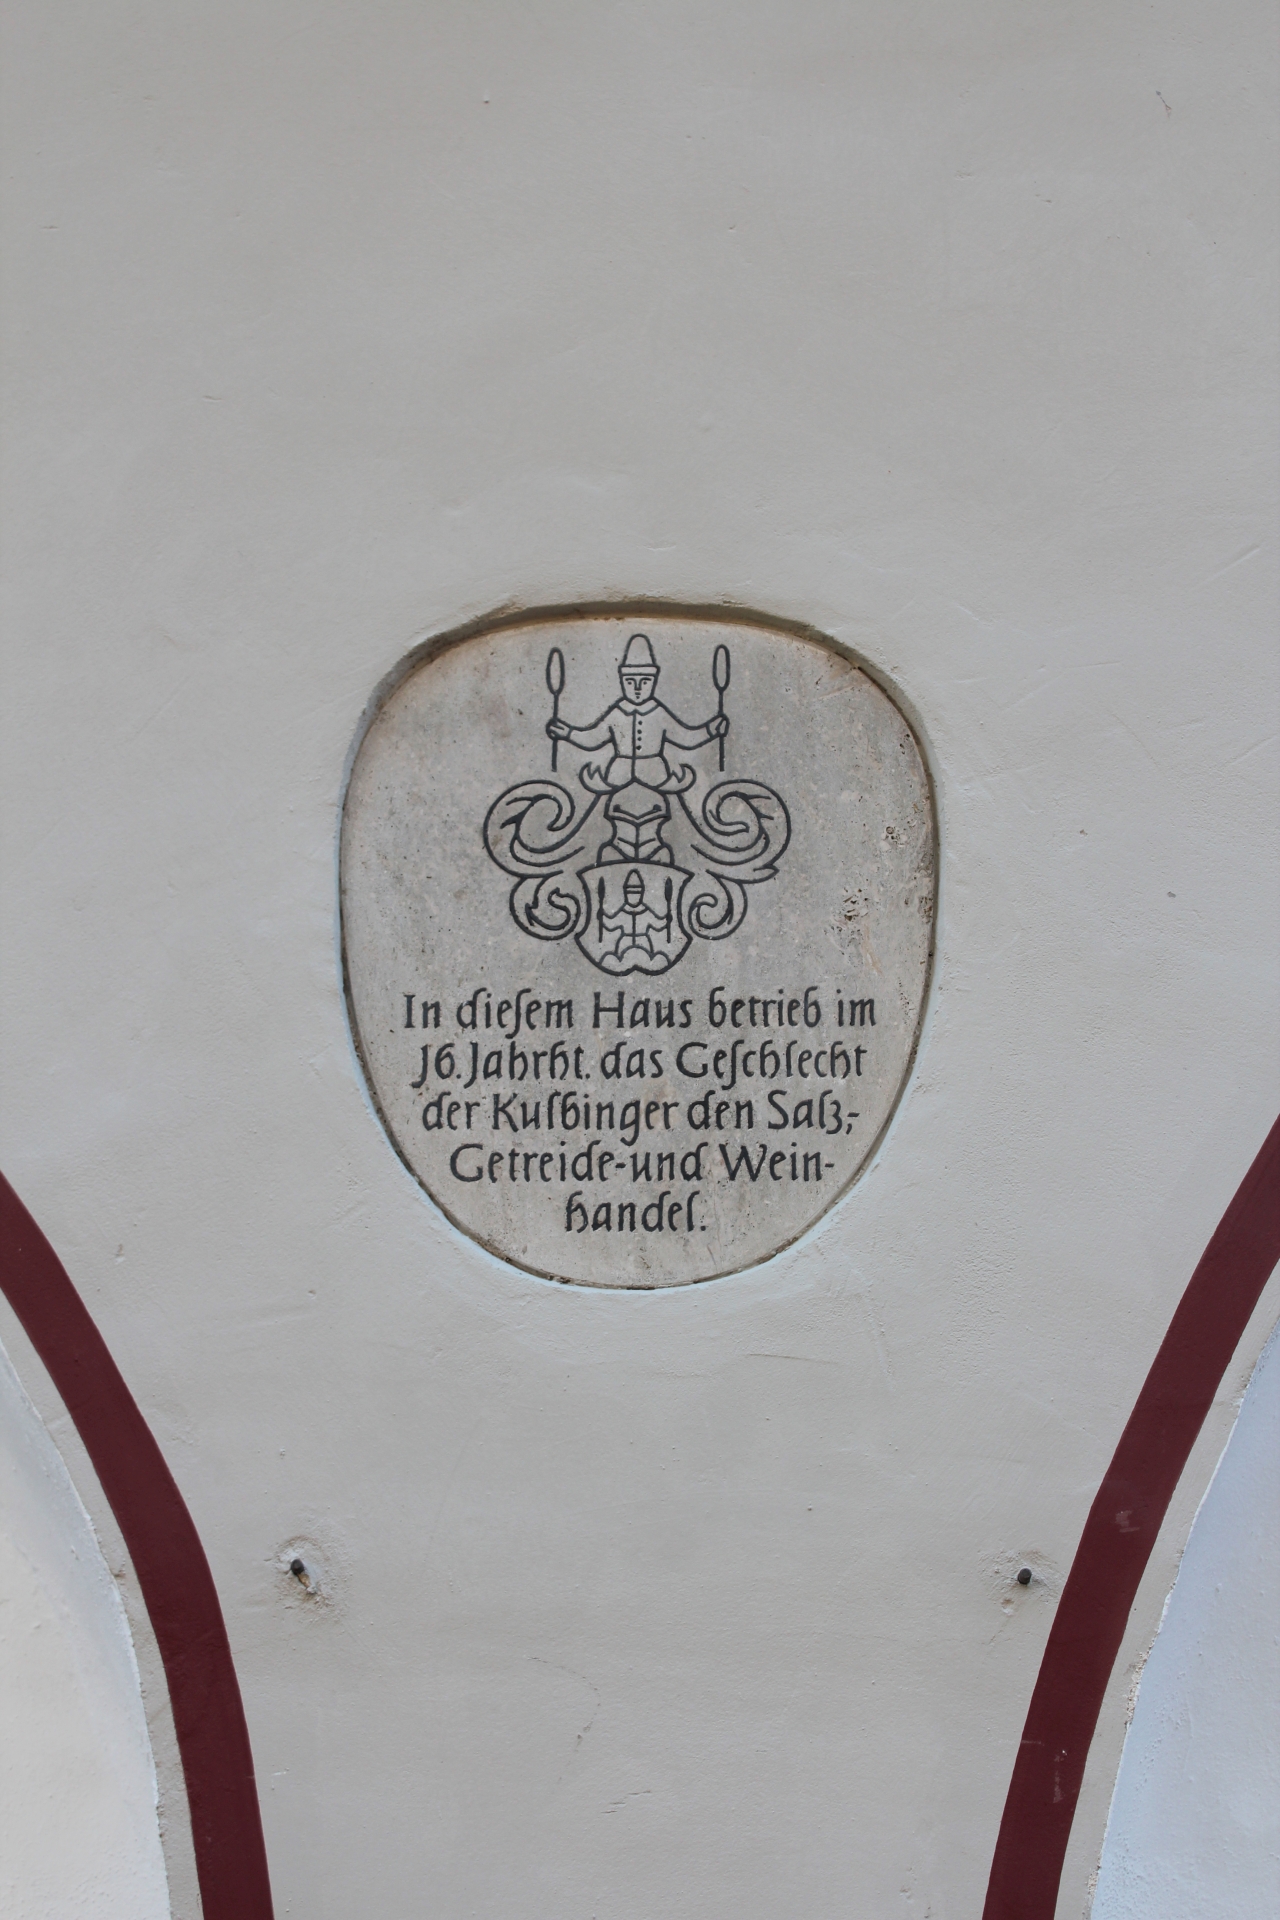 In dieſem Haus betrieb im
16. Jahrht. das Geſchlecht
der Kulbinger den Salz,-
Getreide-und Wein-
handel.